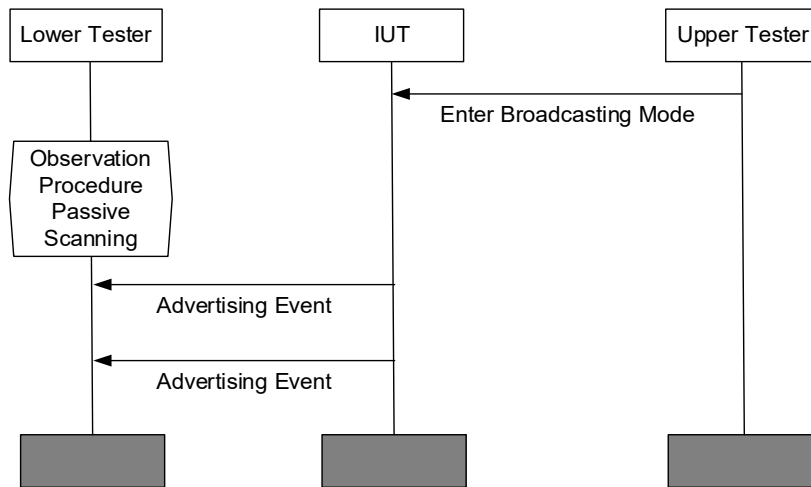 Lower Tester
IUT
Upper Tester
Enter Broadcasting Mode
Observation
Procedure
Passive
Scanning
Advertising Event
Advertising Event